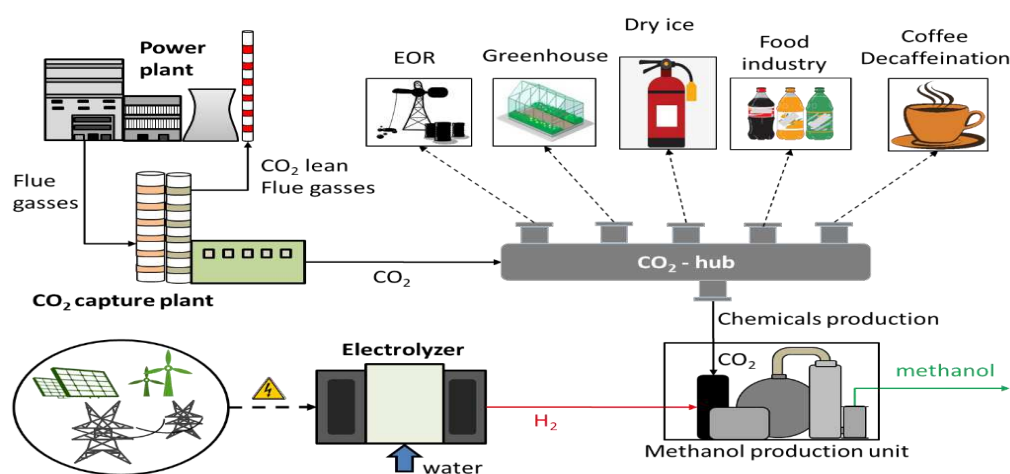 Power
plant
EOR
Greenhouse
Dry ice
Food
industry
Coffee
Decaffeination
Flue
gasses
CO₂ lean
Flue gasses
CO₂
CO₂ - hub
CO₂ capture plant
Chemicals production
CO₂
Electrolyzer
methanol
H₂
water
Methanol production unit